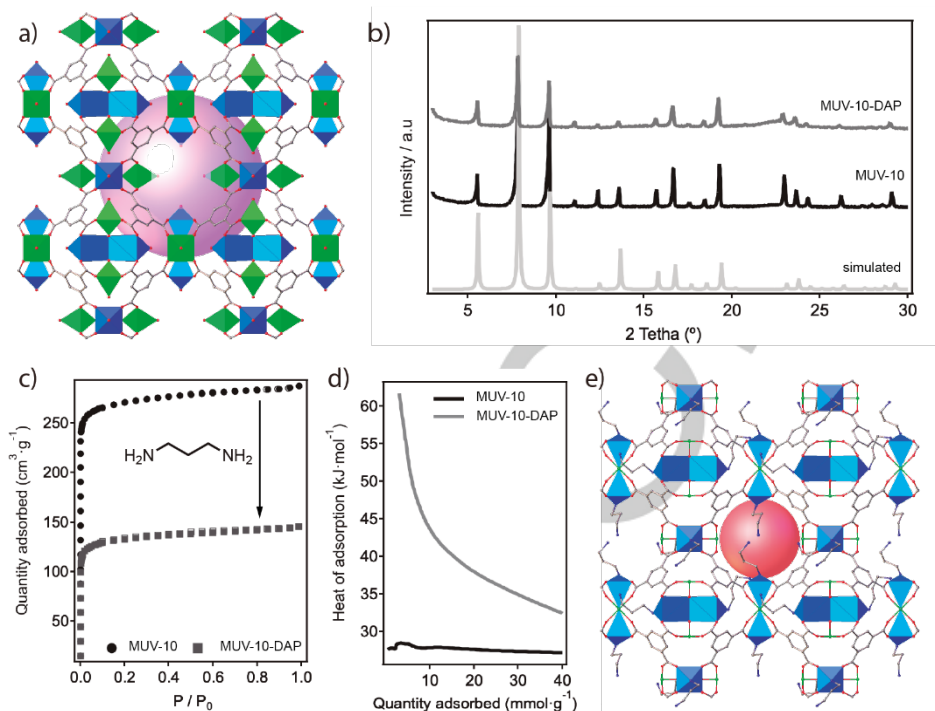 a)
b)
Intensity / a.u
MUV-10-DAP
MUV-10
simulated
5 10 15 20 25 30
2 Tetha (º)
c)
Quantity adsorbed (cm³·g⁻¹)
250
200
150
100
50
H₂N NH₂
MUV-10 MUV-10-DAP
0.0 0.2 0.4 0.6 0.8 1.0
P / P₀
d)
Heat of adsorption (kJ·mol⁻¹)
MUV-10
MUV-10-DAP
60
55
50
45
40
35
30
0 10 20 30 40
Quantity adsorbed (mmol·g⁻¹)
e)